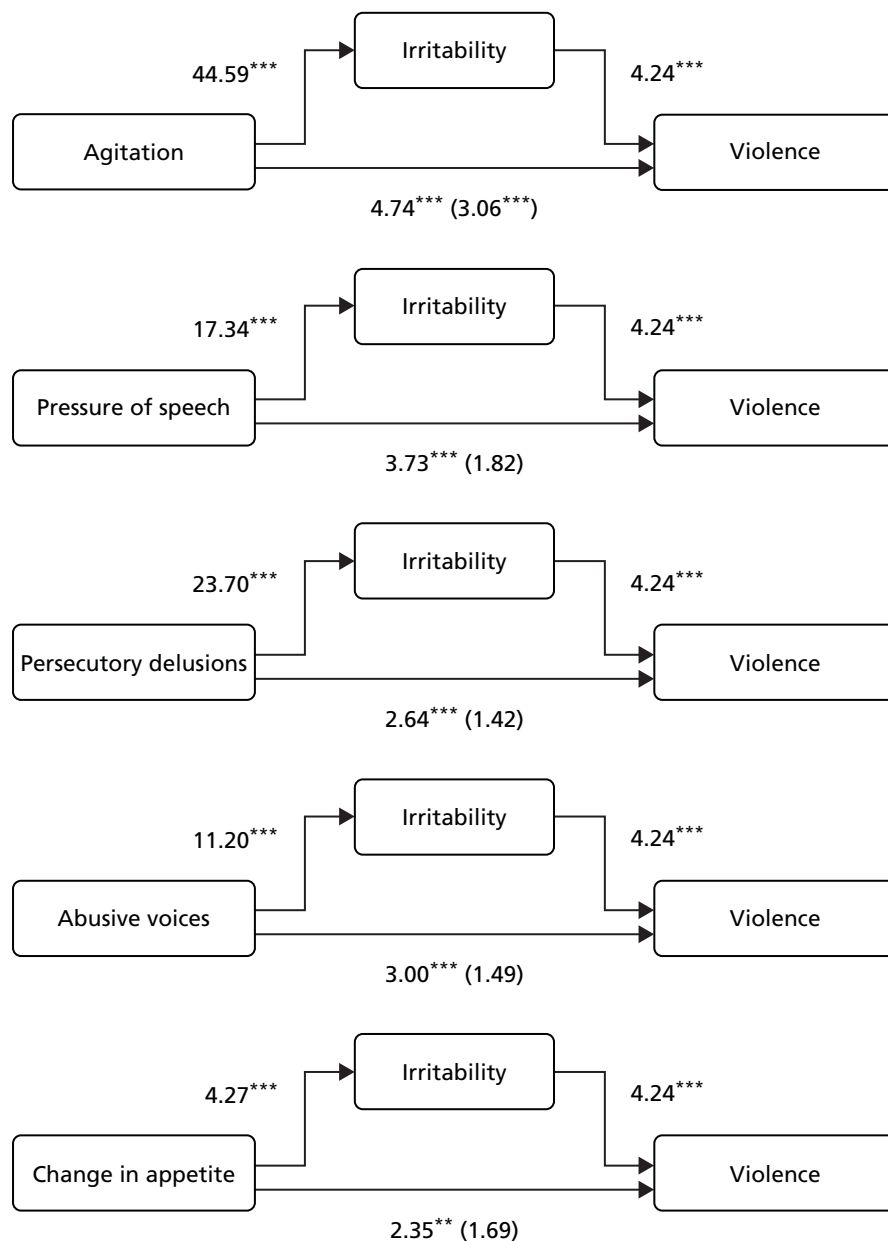 Irritability
44.59***
4.24***
Agitation
Violence
4.74*** (3.06***)
Irritability
17.34***
4.24***
Pressure of speech
Violence
3.73*** (1.82)
Irritability
23.70***
4.24***
Persecutory delusions
Violence
2.64*** (1.42)
Irritability
11.20***
4.24***
Abusive voices
Violence
3.00*** (1.49)
Irritability
4.27***
4.24***
Change in appetite
Violence
2.35** (1.69)